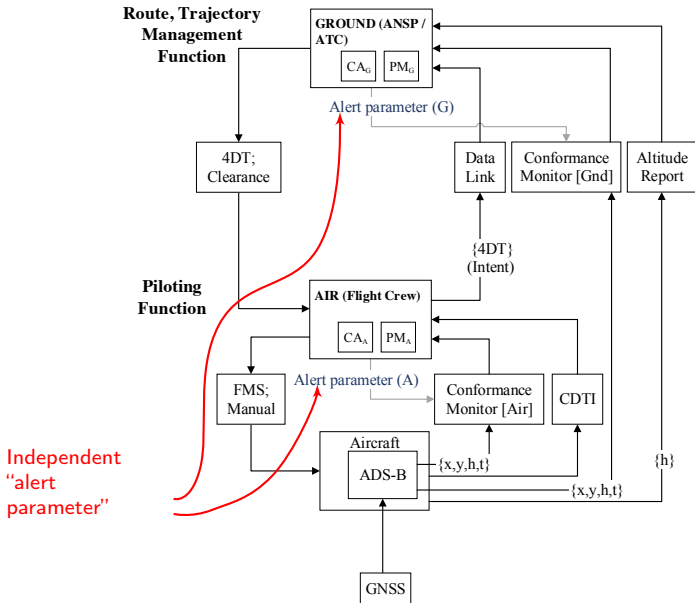 Route, Trajectory
Management
Function
GROUND (ANSP /
ATC)
CA_G
PM_G
Alert parameter (G)
4DT;
Clearance
Data
Link
Conformance
Monitor [Gnd]
Altitude
Report
{4DT}
(Intent)
Piloting
Function
AIR (Flight Crew)
CA_A
PM_A
Alert parameter (A)
FMS;
Manual
Conformance
Monitor [Air]
CDTI
Aircraft
ADS-B
{x,y,h,t}
{x,y,h,t}
{h}
Independent
“alert
parameter”
GNSS